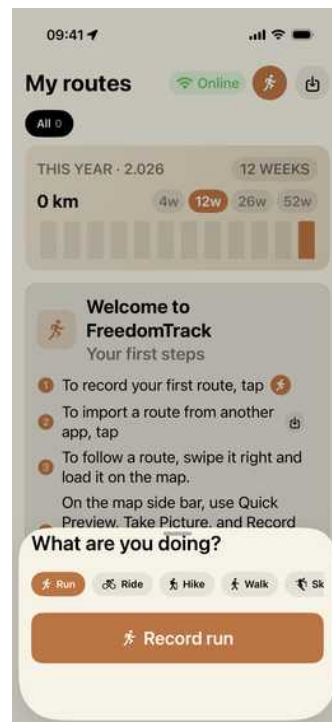 09:41
My routes
Online
All 0
THIS YEAR · 2.026
12 WEEKS
0 km
4w 12w 26w 52w
Welcome to
FreedomTrack
Your first steps
1 To record your first route, tap
2 To import a route from another
app, tap
3 To follow a route, swipe it right and
load it on the map.
On the map side bar, use Quick
Preview, Take Picture, and Record
What are you doing?
Run Ride Hike Walk Sk
Record run